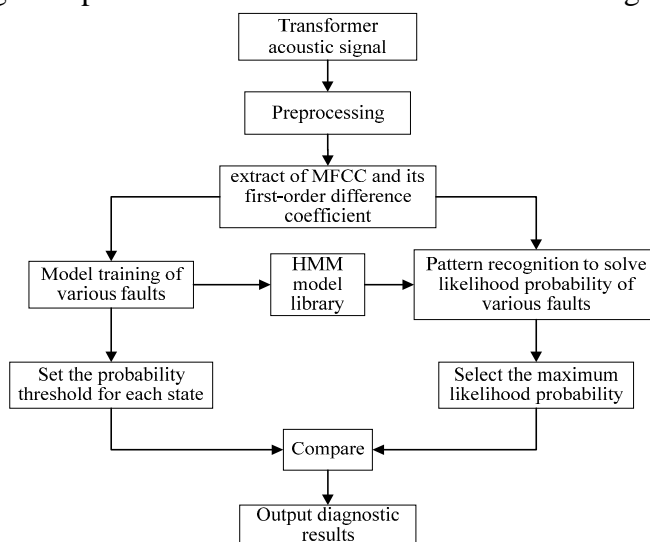 Transformer
acoustic signal
Preprocessing
extract of MFCC and its
first-order difference
coefficient
Model training of
various faults
HMM
model
library
Pattern recognition to solve
likelihood probability of
various faults
Set the probability
threshold for each state
Select the maximum
likelihood probability
Compare
Output diagnostic
results